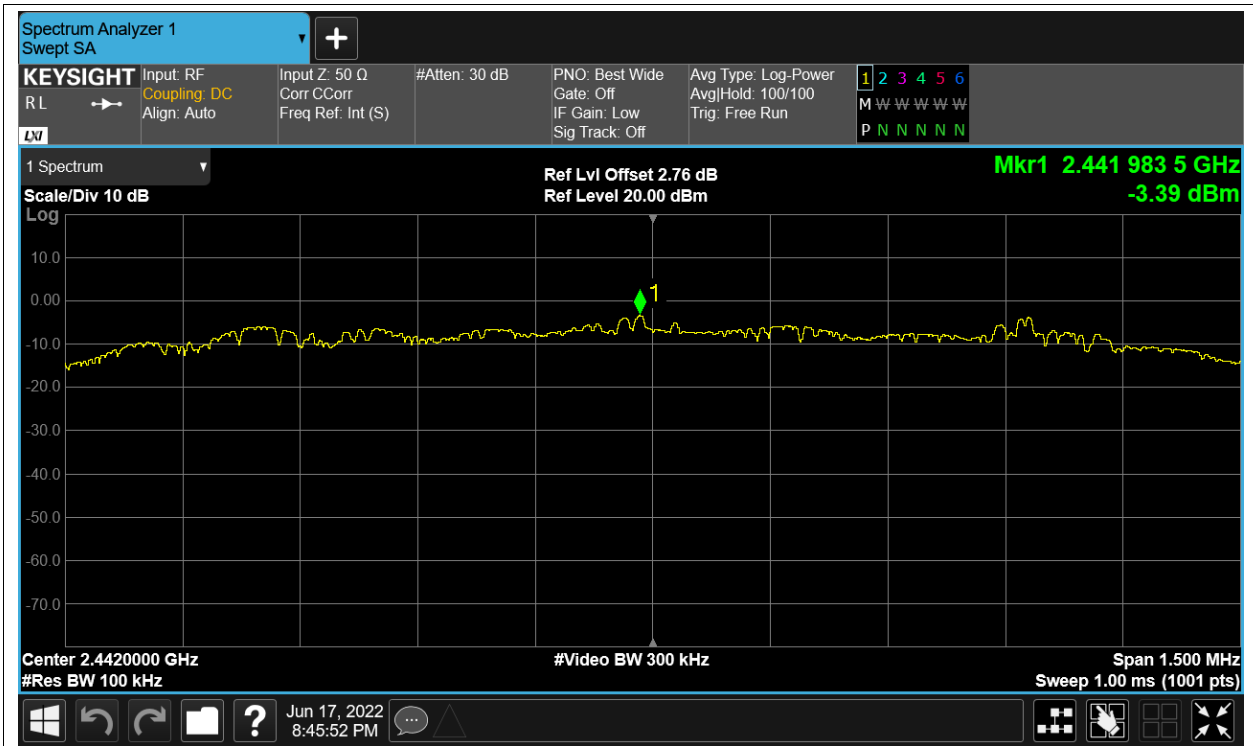 Spectrum Analyzer 1
Swept SA
KEYSIGHT
R L
LXI
Input: RF
Coupling: DC
Align: Auto
Input Z: 50 Ω
Corr CCorr
Freq Ref: Int (S)
#Atten: 30 dB
PNO: Best Wide
Gate: Off
IF Gain: Low
Sig Track: Off
Avg Type: Log-Power
Avg|Hold: 100/100
Trig: Free Run
1 2 3 4 5 6
M W W W W W
P N N N N N
1 Spectrum
Scale/Div 10 dB
Log
Ref Lvl Offset 2.76 dB
Ref Level 20.00 dBm
Mkr1 2.441 983 5 GHz
-3.39 dBm
10.0
0.00
-10.0
-20.0
-30.0
-40.0
-50.0
-60.0
-70.0
1
Center 2.4420000 GHz
#Res BW 100 kHz
#Video BW 300 kHz
Span 1.500 MHz
Sweep 1.00 ms (1001 pts)
?
Jun 17, 2022
8:45:52 PM